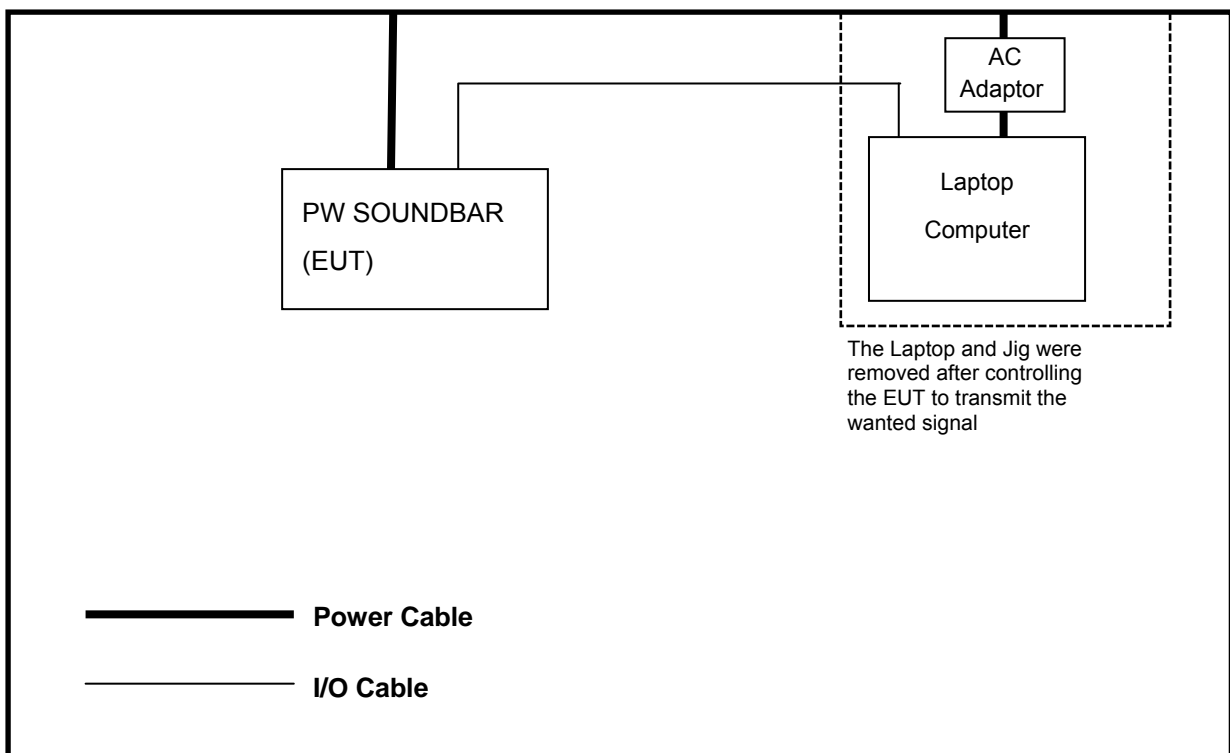 AC
Adaptor
Laptop
Computer
PW SOUNDBAR
(EUT)
The Laptop and Jig were
removed after controlling
the EUT to transmit the
wanted signal
Power Cable
I/O Cable